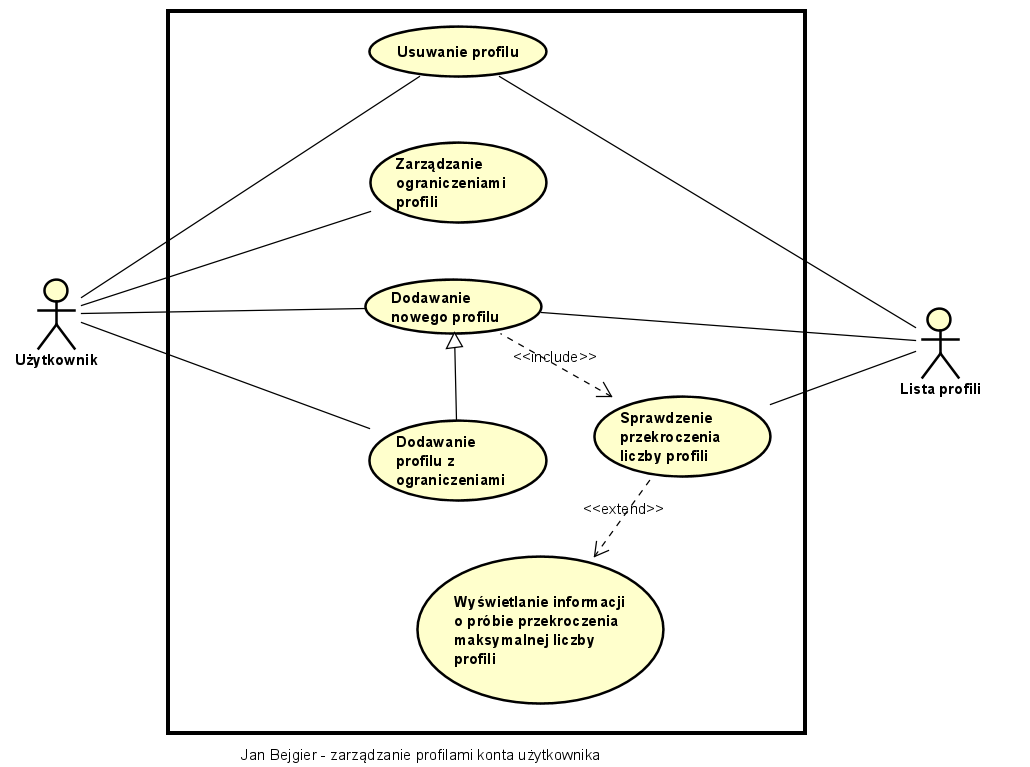 Usuwanie profilu
Zarządzanie
ograniczeniami
profili
Dodawanie
nowego profilu
<<include>>
Użytkownik
Lista profili
Sprawdzenie
przekroczenia
liczby profili
Dodawanie
profilu z
ograniczeniami
<<extend>>
Wyświetlanie informacji
o próbie przekroczenia
maksymalnej liczby
profili
Jan Bejgier - zarządzanie profilami konta użytkownika